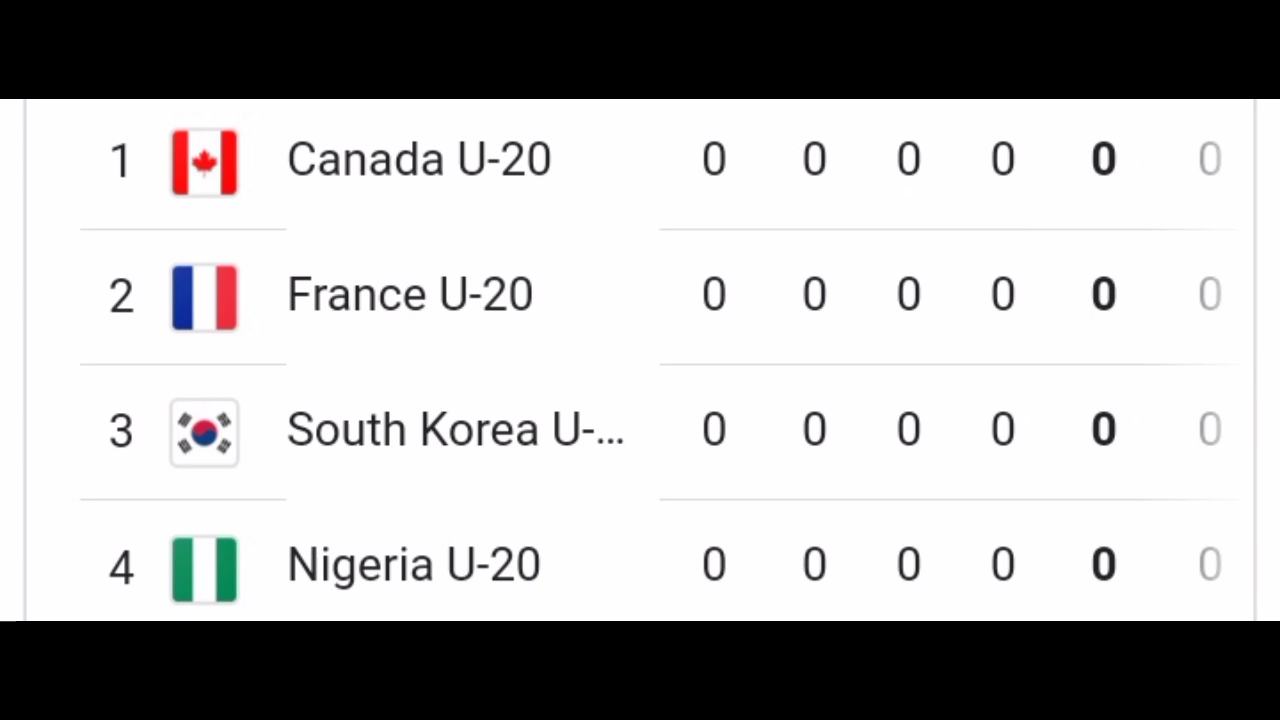 1 Canada U-20 0 0 0 0 0 0
2 France U-20 0 0 0 0 0 0
3 South Korea U-... 0 0 0 0 0 0
4 Nigeria U-20 0 0 0 0 0 0